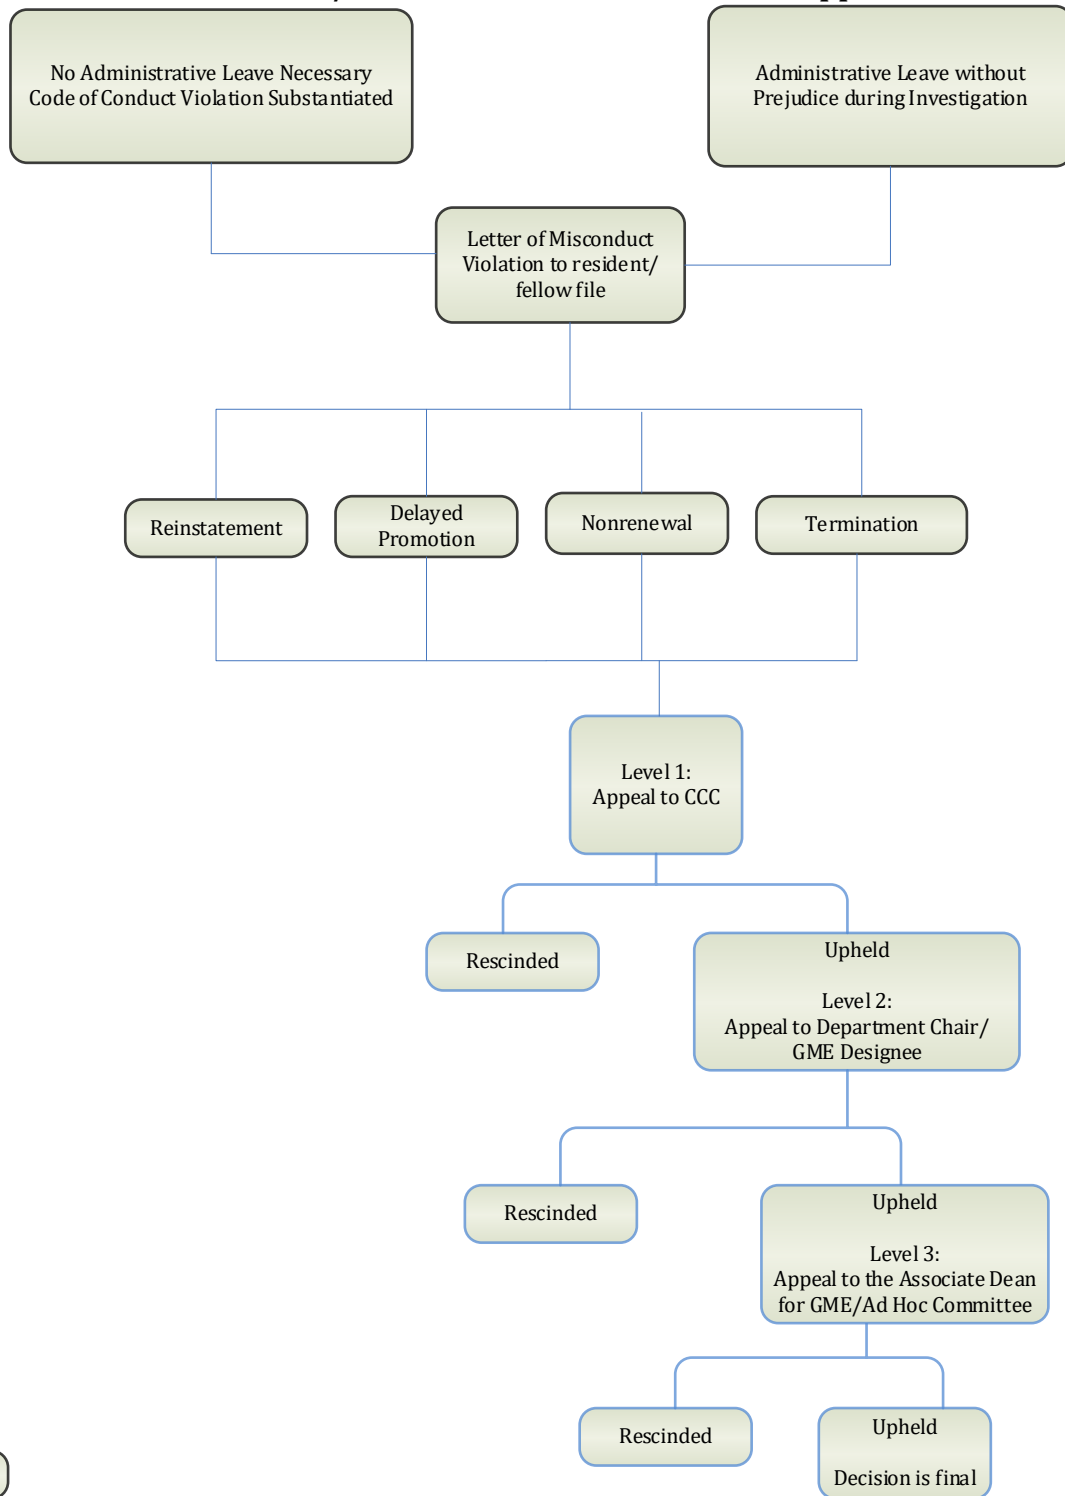 No Administrative Leave Necessary
Code of Conduct Violation Substantiated
Administrative Leave without
Prejudice during Investigation
Letter of Misconduct
Violation to resident/
fellow file
Reinstatement
Delayed
Promotion
Nonrenewal
Termination
Level 1:
Appeal to CCC
Rescinded
Upheld
Level 2:
Appeal to Department Chair/
GME Designee
Rescinded
Upheld
Level 3:
Appeal to the Associate Dean
for GME/Ad Hoc Committee
Rescinded
Upheld
Decision is final